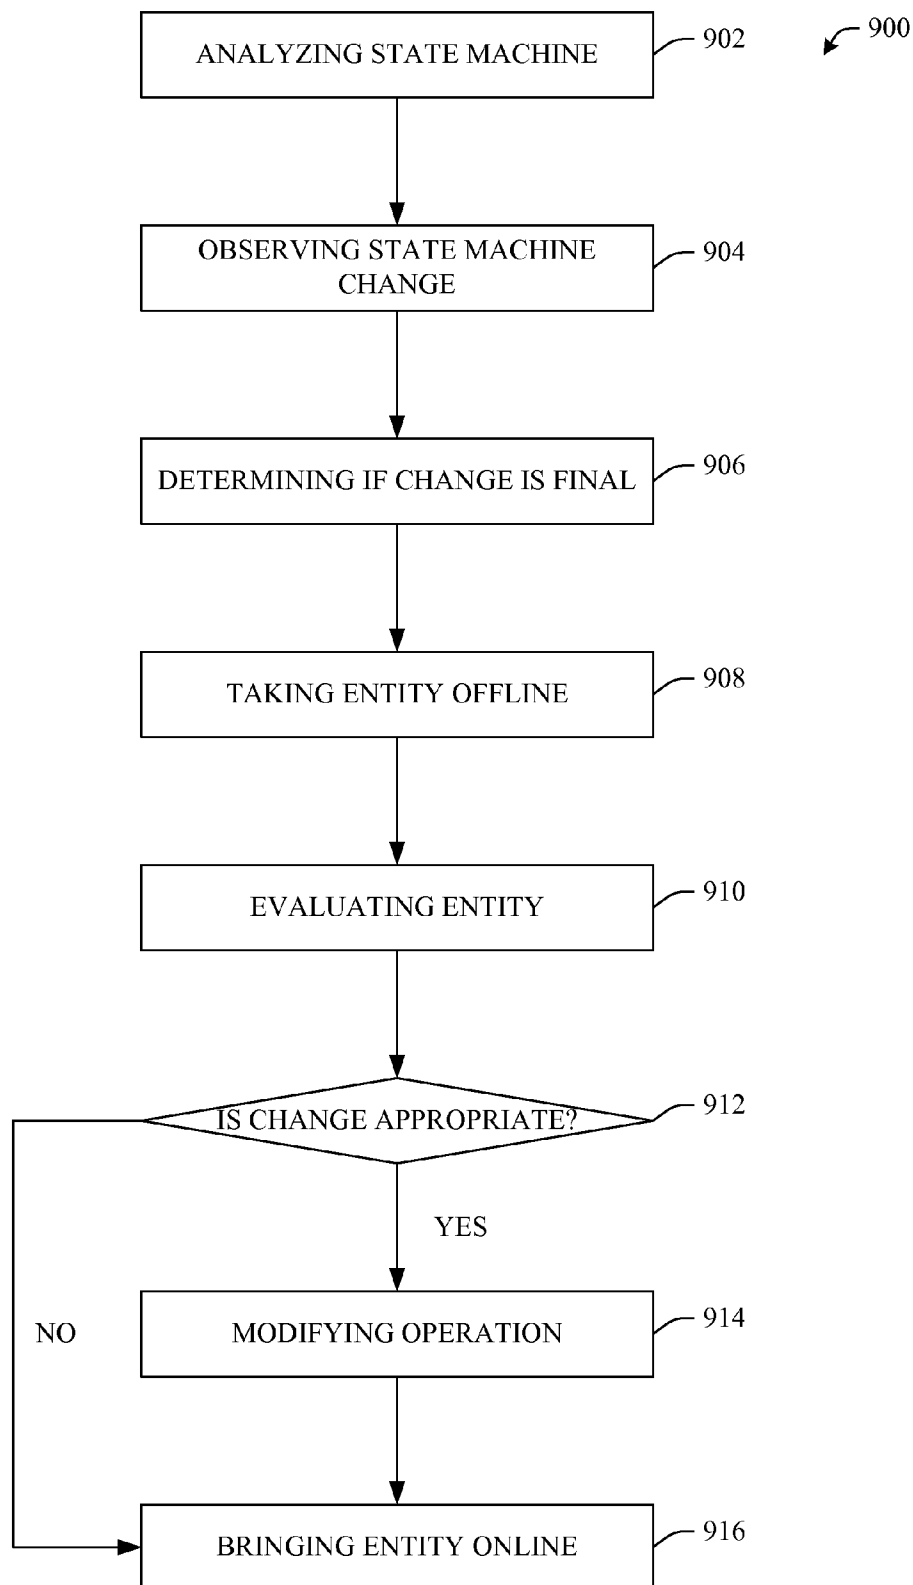 900
ANALYZING STATE MACHINE
902
OBSERVING STATE MACHINE
CHANGE
904
DETERMINING IF CHANGE IS FINAL
906
TAKING ENTITY OFFLINE
908
EVALUATING ENTITY
910
IS CHANGE APPROPRIATE?
912
YES
NO
MODIFYING OPERATION
914
BRINGING ENTITY ONLINE
916